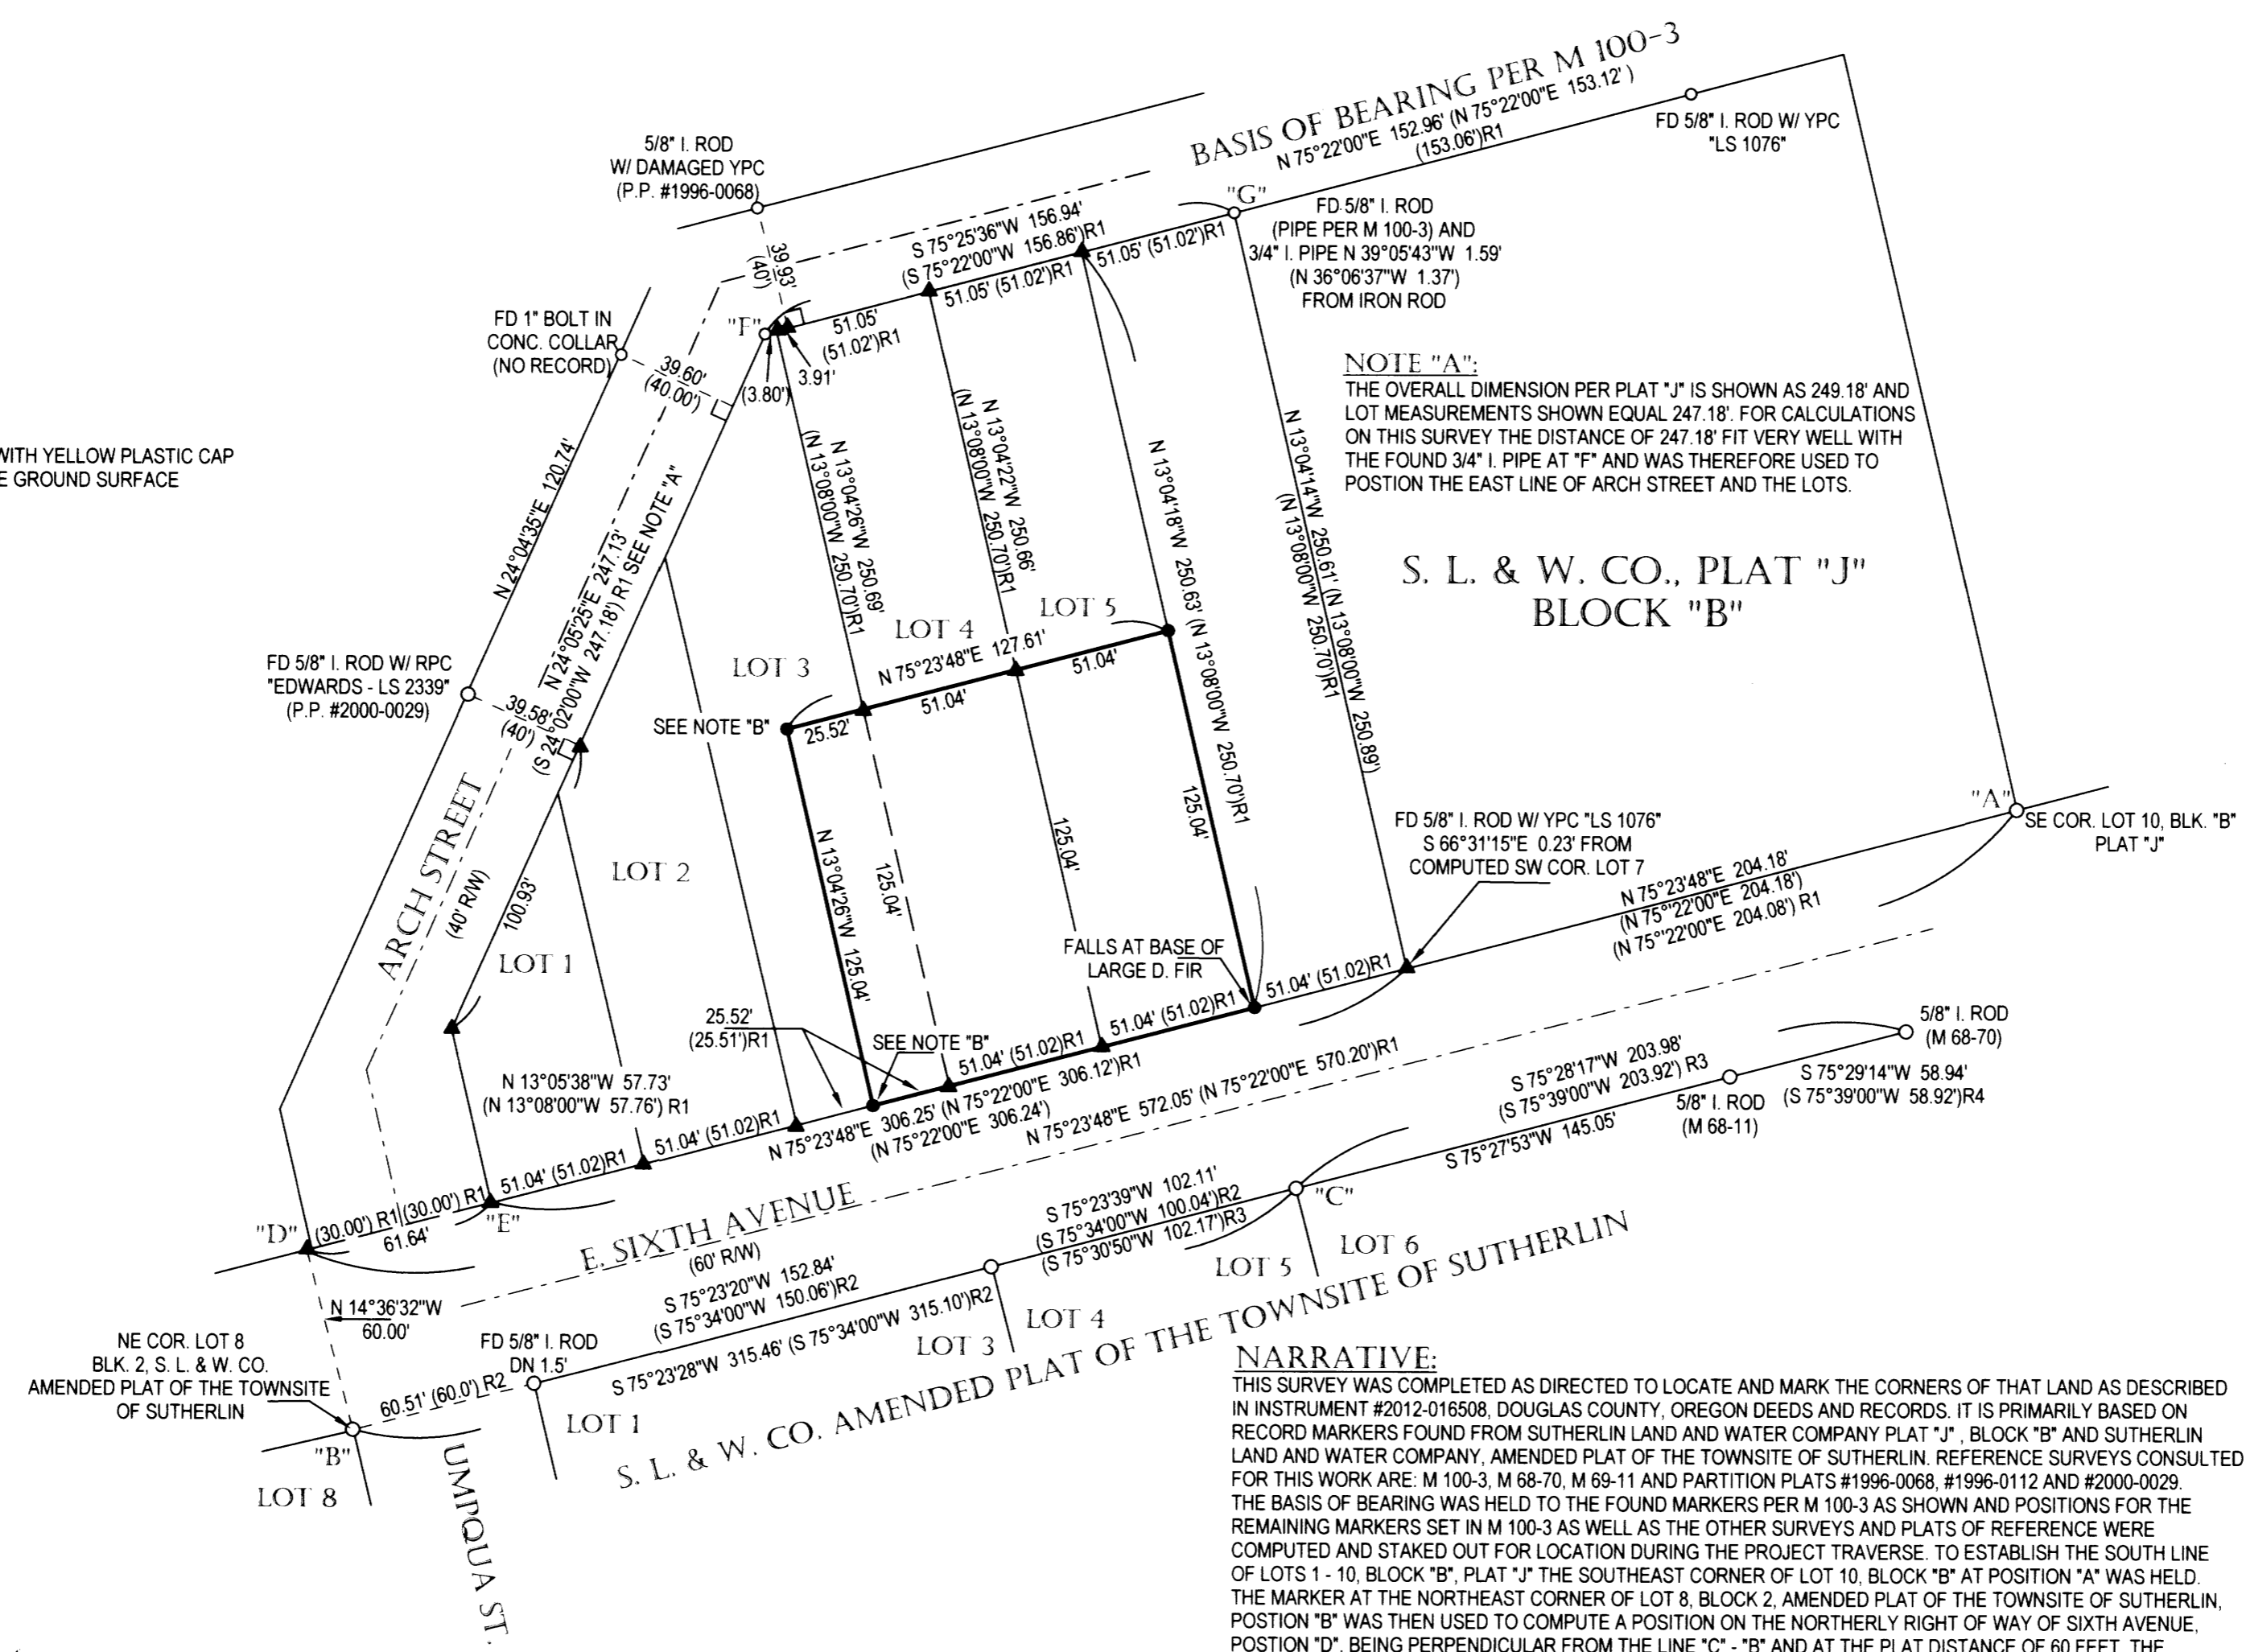 BASIS OF BEARING PER M 100-3
N 75°22'00"E 152.96' (N 75°22'00"E 153.12' )
(153.06')R1
FD 5/8" I. ROD W/ YPC
"LS 1076"
5/8" I. ROD
W/ DAMAGED YPC
(P.P. #1996-0068)
39.93'
(40')
S 75°25'36"W 156.94'
(S 75°22'00"W 156.86')R1
"G"
51.05' (51.02')R1
51.05' (51.02')R1
51.05'
(51.02')R1
FD 5/8" I. ROD
(PIPE PER M 100-3) AND
3/4" I. PIPE N 39°05'43"W 1.59'
(N 36°06'37"W 1.37')
FROM IRON ROD
"F"
3.91'
(3.80')
FD 1" BOLT IN
CONC. COLLAR
(NO RECORD)
39.60'
(40.00')
NOTE "A":
THE OVERALL DIMENSION PER PLAT "J" IS SHOWN AS 249.18' AND
LOT MEASUREMENTS SHOWN EQUAL 247.18'. FOR CALCULATIONS
ON THIS SURVEY THE DISTANCE OF 247.18' FIT VERY WELL WITH
THE FOUND 3/4" I. PIPE AT "F" AND WAS THEREFORE USED TO
POSTION THE EAST LINE OF ARCH STREET AND THE LOTS.
WITH YELLOW PLASTIC CAP
E GROUND SURFACE
N 24°04'35"E 120.74'
N 24°05'25"E 247.13'
(S 24°02'00"W 247.18') R1 SEE NOTE "A"
N 13°04'26"W 250.69'
(N 13°08'00"W 250.70')R1
N 13°04'22"W 250.66'
(N 13°08'00"W 250.70')R1
N 13°04'18"W 250.63' (N 13°08'00"W 250.70')R1
N 13°04'14"W 250.61' (N 13°08'00"W 250.89')
(N 13°08'00"W 250.70')R1
S. L. & W. CO., PLAT "J"
BLOCK "B"
LOT 5
LOT 4
LOT 3
N 75°23'48"E 127.61'
51.04'
51.04'
25.52'
SEE NOTE "B"
FD 5/8" I. ROD W/ RPC
"EDWARDS - LS 2339"
(P.P. #2000-0029)
39.58'
(40')
ARCH STREET
(40' R/W)
100.93'
LOT 2
LOT 1
N 13°04'26"W 125.04'
125.04'
125.04'
125.04'
FD 5/8" I. ROD W/ YPC "LS 1076"
S 66°31'15"E 0.23' FROM
COMPUTED SW COR. LOT 7
"A"
SE COR. LOT 10, BLK. "B"
PLAT "J"
N 75°23'48"E 204.18'
(N 75°'22'00"E 204.18')
(N 75°'22'00"E 204.08') R1
FALLS AT BASE OF
LARGE D. FIR
51.04' (51.02)R1
51.04' (51.02)R1
51.04' (51.02)R1
25.52'
(25.51')R1
SEE NOTE "B"
N 13°05'38"W 57.73'
(N 13°08'00"W 57.76') R1
51.04' (51.02)R1
51.04' (51.02)R1
N 75°23'48"E 306.25' (N 75°22'00"E 306.12')R1
(N 75°22'00"E 306.24')
N 75°23'48"E 572.05' (N 75°22'00"E 570.20')R1
5/8" I. ROD
(M 68-70)
S 75°28'17"W 203.98'
(S 75°39'00"W 203.92') R3
5/8" I. ROD
(M 68-11)
S 75°29'14"W 58.94'
(S 75°39'00"W 58.92')R4
S 75°27'53"W 145.05'
"D"
(30.00') R1
(30.00') R1
61.64'
"E"
E. SIXTH AVENUE
(60' R/W)
S 75°23'39"W 102.11'
(S 75°34'00"W 100.04')R2
(S 75°30'50"W 102.17')R3
"C"
LOT 5
LOT 6
S 75°23'20"W 152.84'
(S 75°34'00"W 150.06')R2
S 75°23'28"W 315.46' (S 75°34'00"W 315.10')R2
LOT 3
LOT 4
N 14°36'32"W
60.00'
NE COR. LOT 8
BLK. 2, S. L. & W. CO.
AMENDED PLAT OF THE TOWNSITE
OF SUTHERLIN
FD 5/8" I. ROD
DN 1.5'
60.51' (60.0') R2
LOT 1
"B"
LOT 8
UMPQUA ST.
S. L. & W. CO. AMENDED PLAT OF THE TOWNSITE OF SUTHERLIN
NARRATIVE:
THIS SURVEY WAS COMPLETED AS DIRECTED TO LOCATE AND MARK THE CORNERS OF THAT LAND AS DESCRIBED
IN INSTRUMENT #2012-016508, DOUGLAS COUNTY, OREGON DEEDS AND RECORDS. IT IS PRIMARILY BASED ON
RECORD MARKERS FOUND FROM SUTHERLIN LAND AND WATER COMPANY PLAT "J" , BLOCK "B" AND SUTHERLIN
LAND AND WATER COMPANY, AMENDED PLAT OF THE TOWNSITE OF SUTHERLIN. REFERENCE SURVEYS CONSULTED
FOR THIS WORK ARE: M 100-3, M 68-70, M 69-11 AND PARTITION PLATS #1996-0068, #1996-0112 AND #2000-0029.
THE BASIS OF BEARING WAS HELD TO THE FOUND MARKERS PER M 100-3 AS SHOWN AND POSITIONS FOR THE
REMAINING MARKERS SET IN M 100-3 AS WELL AS THE OTHER SURVEYS AND PLATS OF REFERENCE WERE
COMPUTED AND STAKED OUT FOR LOCATION DURING THE PROJECT TRAVERSE. TO ESTABLISH THE SOUTH LINE
OF LOTS 1 - 10, BLOCK "B", PLAT "J" THE SOUTHEAST CORNER OF LOT 10, BLOCK "B" AT POSITION "A" WAS HELD.
THE MARKER AT THE NORTHEAST CORNER OF LOT 8, BLOCK 2, AMENDED PLAT OF THE TOWNSITE OF SUTHERLIN,
POSTION "B" WAS THEN USED TO COMPUTE A POSITION ON THE NORTHERLY RIGHT OF WAY OF SIXTH AVENUE,
POSTION "D", BEING PERPENDICULAR FROM THE LINE "C" - "B" AND AT THE PLAT DISTANCE OF 60 FEET. THE